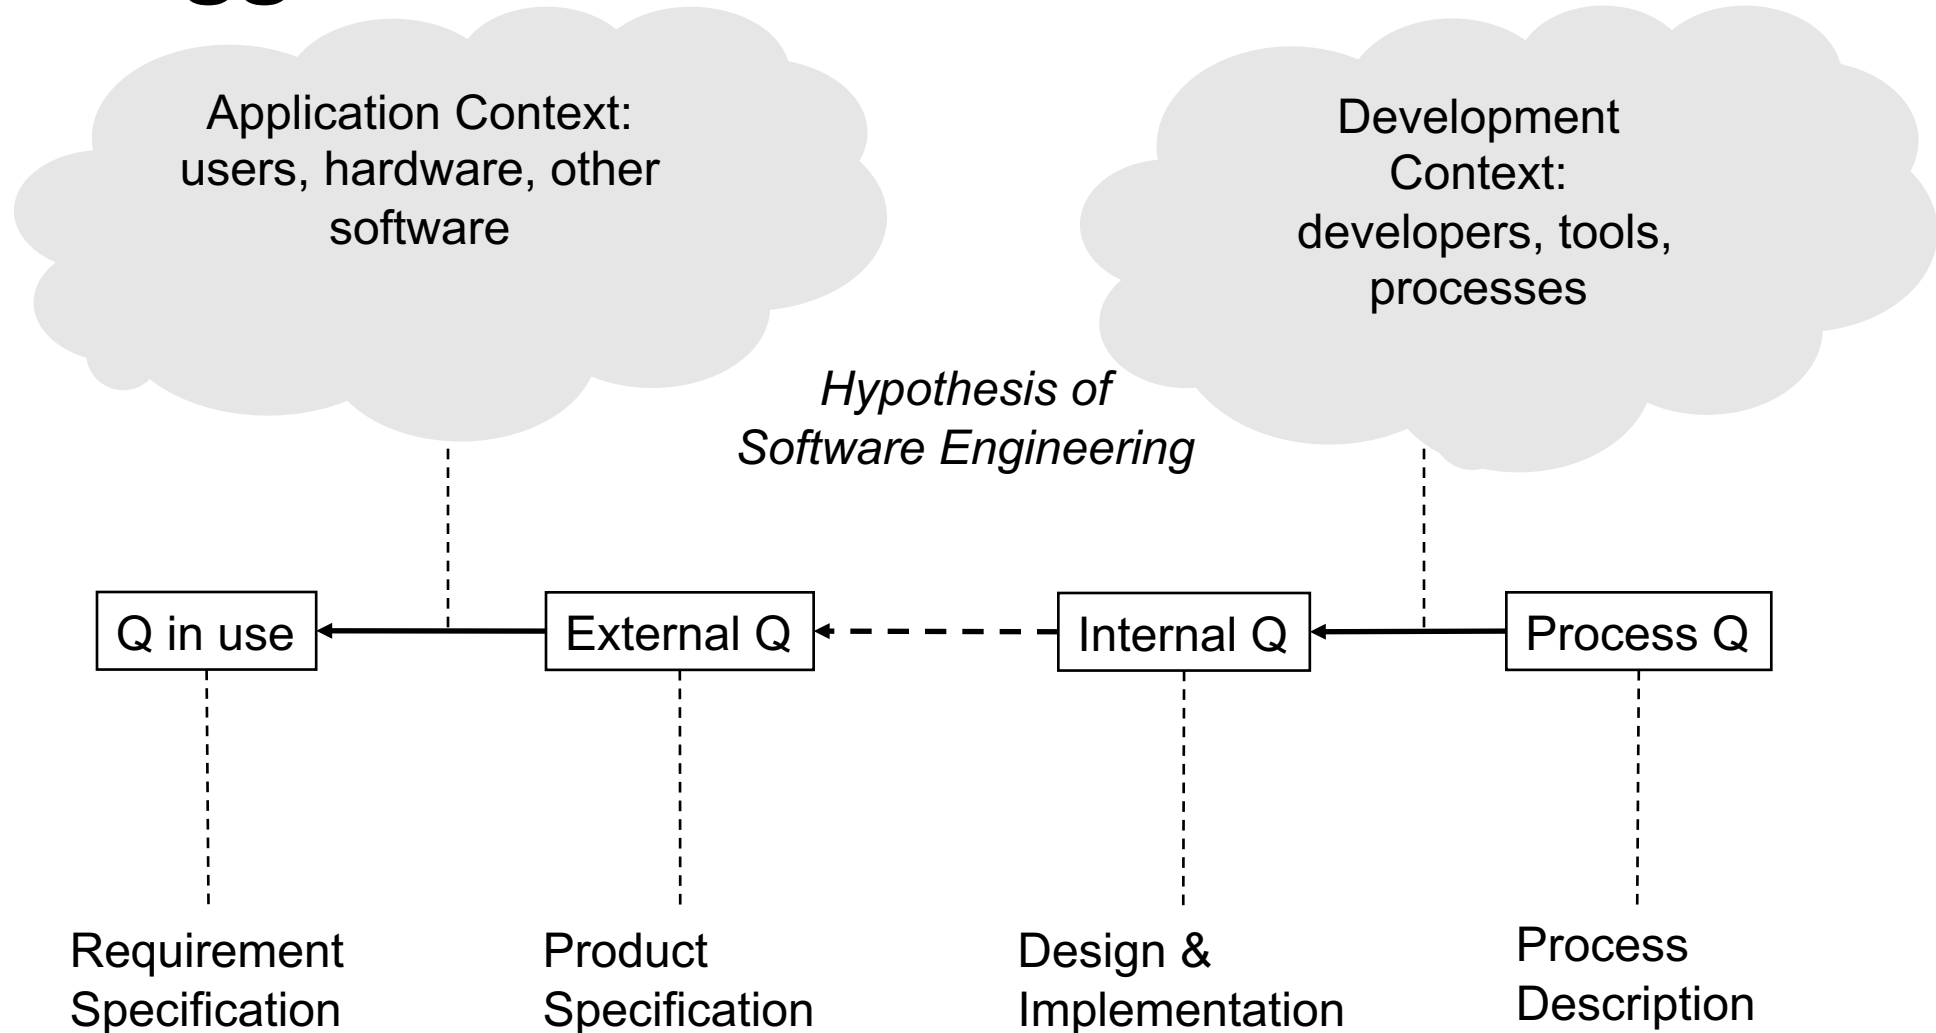 Application Context:
users, hardware, other
software
Development
Context:
developers, tools,
processes
Hypothesis of
Software Engineering
Q in use
External Q
Internal Q
Process Q
Requirement
Specification
Product
Specification
Design &
Implementation
Process
Description